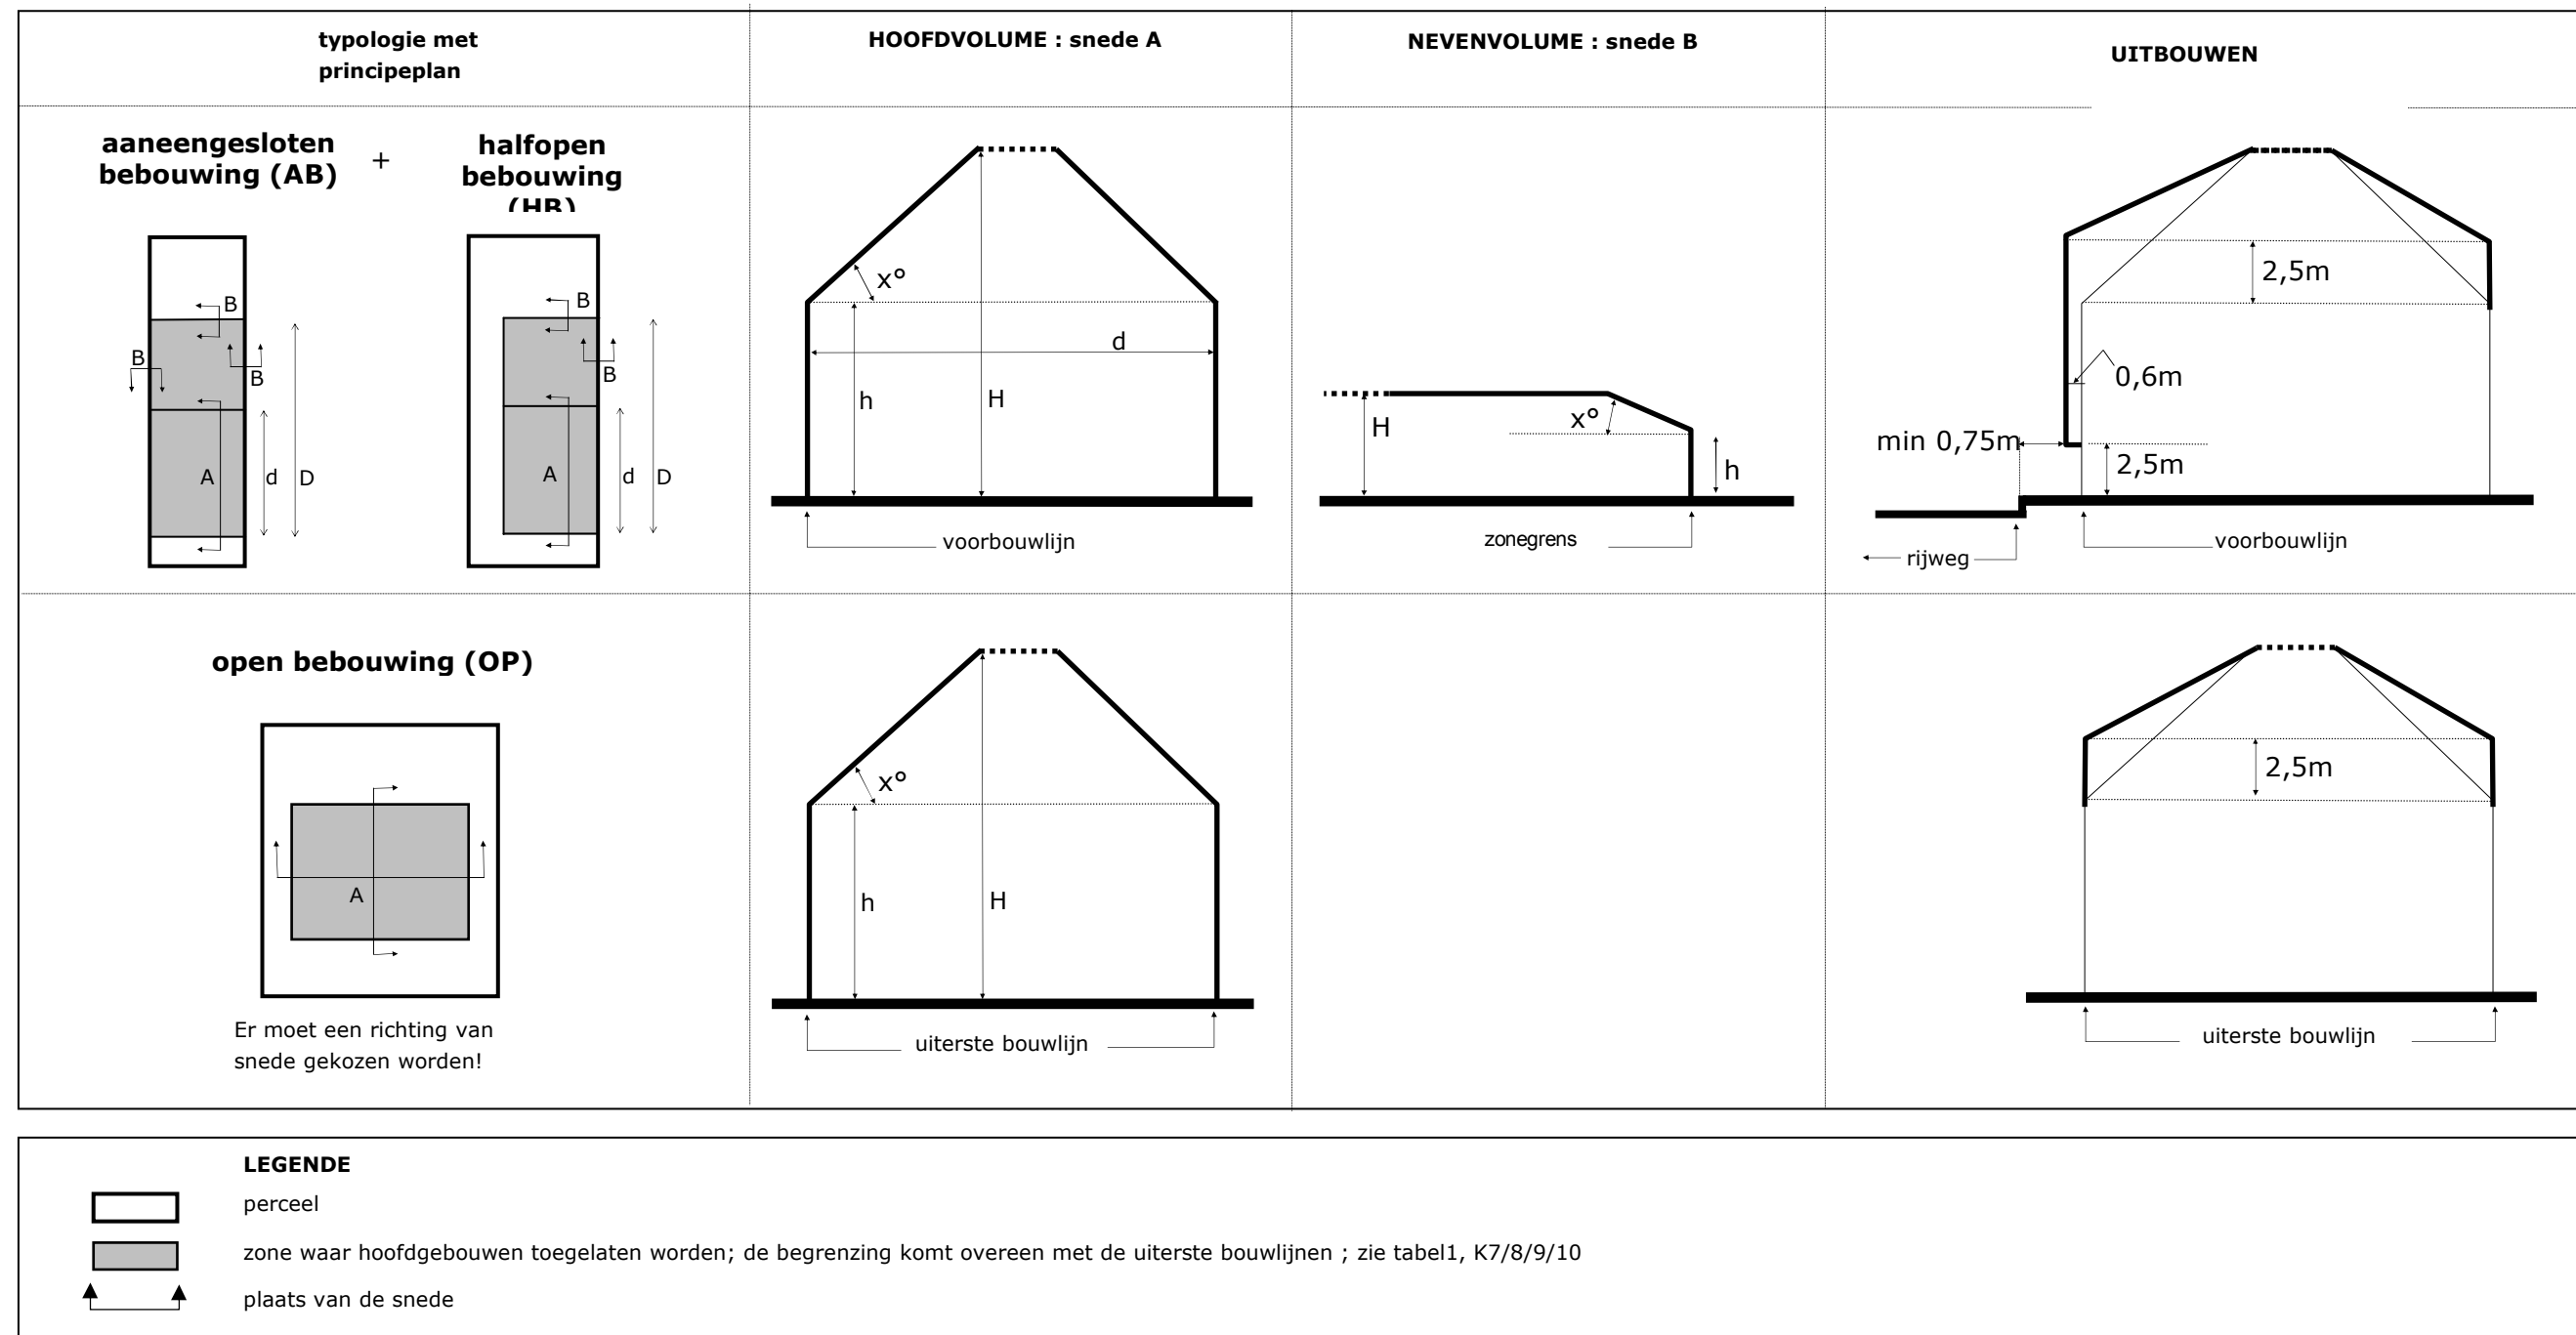 typologie met
principeplan
HOOFDVOLUME : snede A
NEVENVOLUME : snede B
UITBOUWEN
aaneengesloten
bebouwing (AB)
+
halfopen
bebouwing
(HB)
B
B
B
A
d
D
B
B
A
d
D
x°
d
h
H
voorbouwlijn
H
x°
h
zonegrens
2,5m
0,6m
min 0,75m
2,5m
voorbouwlijn
rijweg
open bebouwing (OP)
A
Er moet een richting van
snede gekozen worden!
x°
h
H
uiterste bouwlijn
2,5m
uiterste bouwlijn
LEGENDE
perceel
zone waar hoofdgebouwen toegelaten worden; de begrenzing komt overeen met de uiterste bouwlijnen ; zie tabel1, K7/8/9/10
plaats van de snede